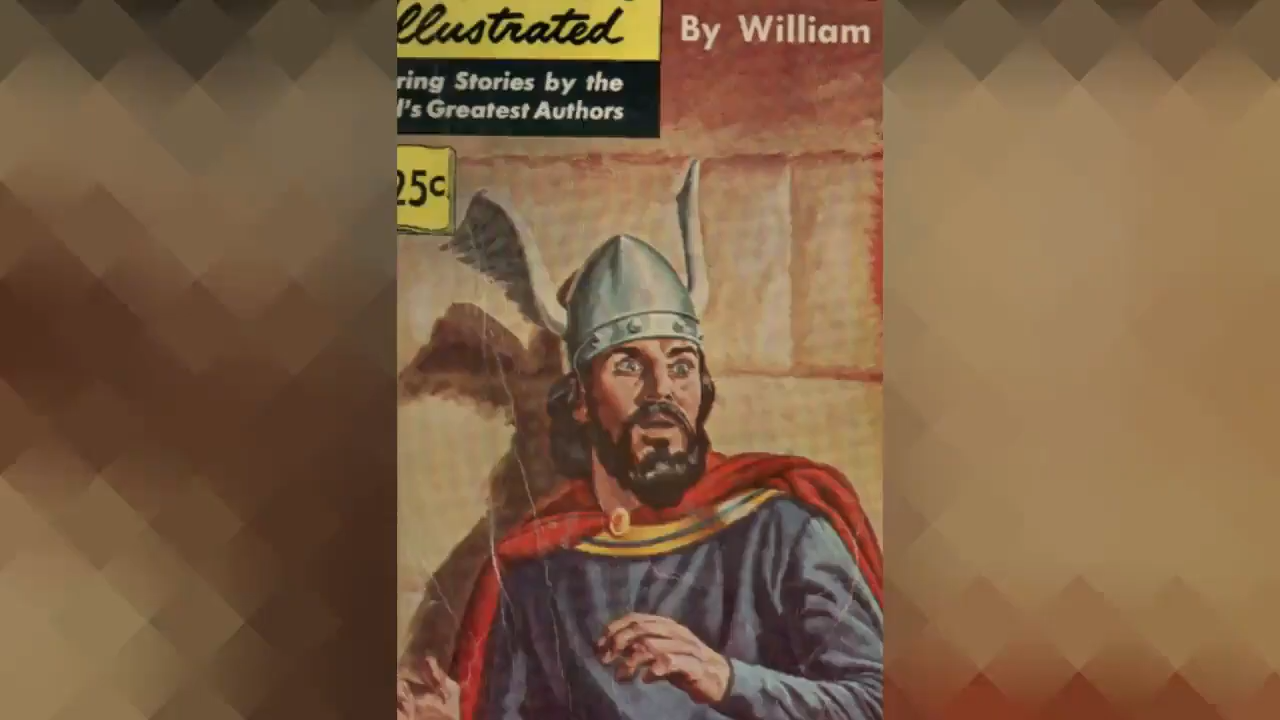 llustrated
By William
ring Stories by the
l's Greatest Authors
25c